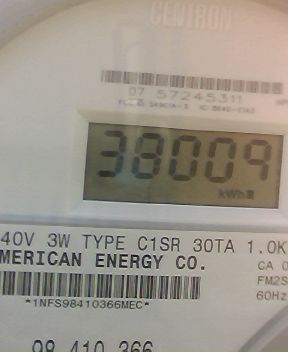 CENTRON
07 57245311
38009
kWh
40V 3W TYPE C1SR 30TA 1.0K
MERICAN ENERGY CO.
CA 0
FM2S
60Hz
*1NFS98410366MEC*
98 410 366